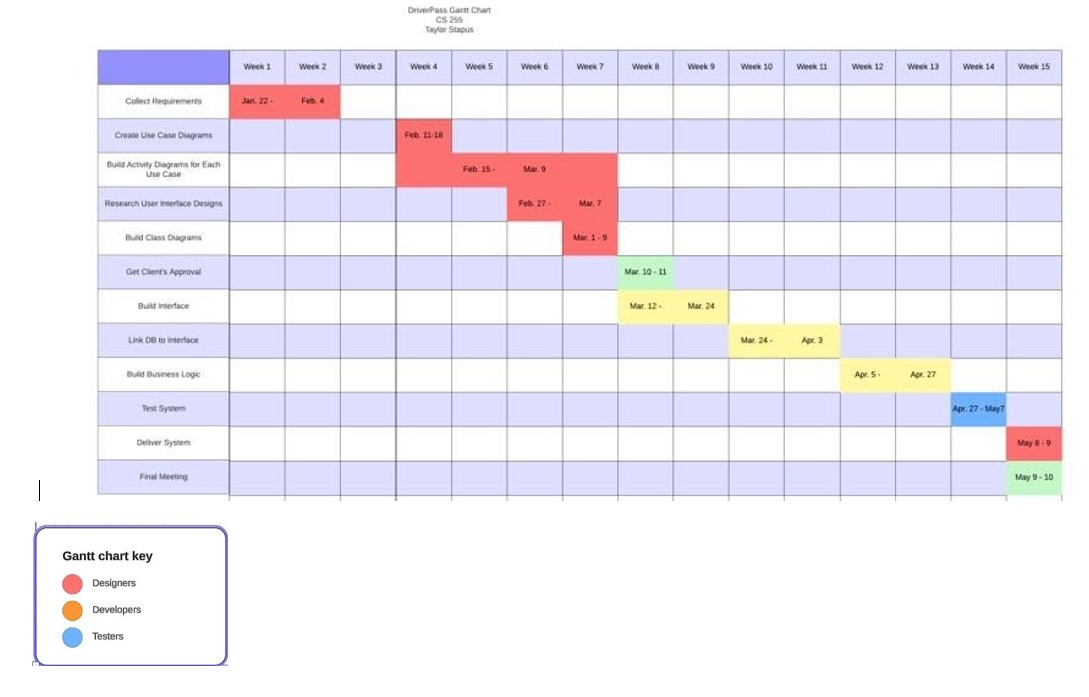 DriverPass Gantt Chart
CS 255
Taylor Stapus
Week 1 Week 2 Week 3 Week 4 Week 5 Week 6 Week 7 Week 8 Week 9 Week 10 Week 11 Week 12 Week 13 Week 14 Week 15
Collect Requirements Jan. 22 - Feb. 4
Create Use Case Diagrams Feb. 11-18
Build Activity Diagrams for Each
Use Case Feb. 15 - Mar. 9
Research User Interface Designs Feb. 27 - Mar. 7
Build Class Diagrams Mar. 1 - 9
Get Client's Approval Mar. 10 - 11
Build Interface Mar. 12 - Mar. 24
Link DB to Interface Mar. 24 - Apr. 3
Build Business Logic Apr. 5 - Apr. 27
Test System Apr. 27 - May7
Deliver System May 8 - 9
Final Meeting May 9 - 10
Gantt chart key
Designers
Developers
Testers